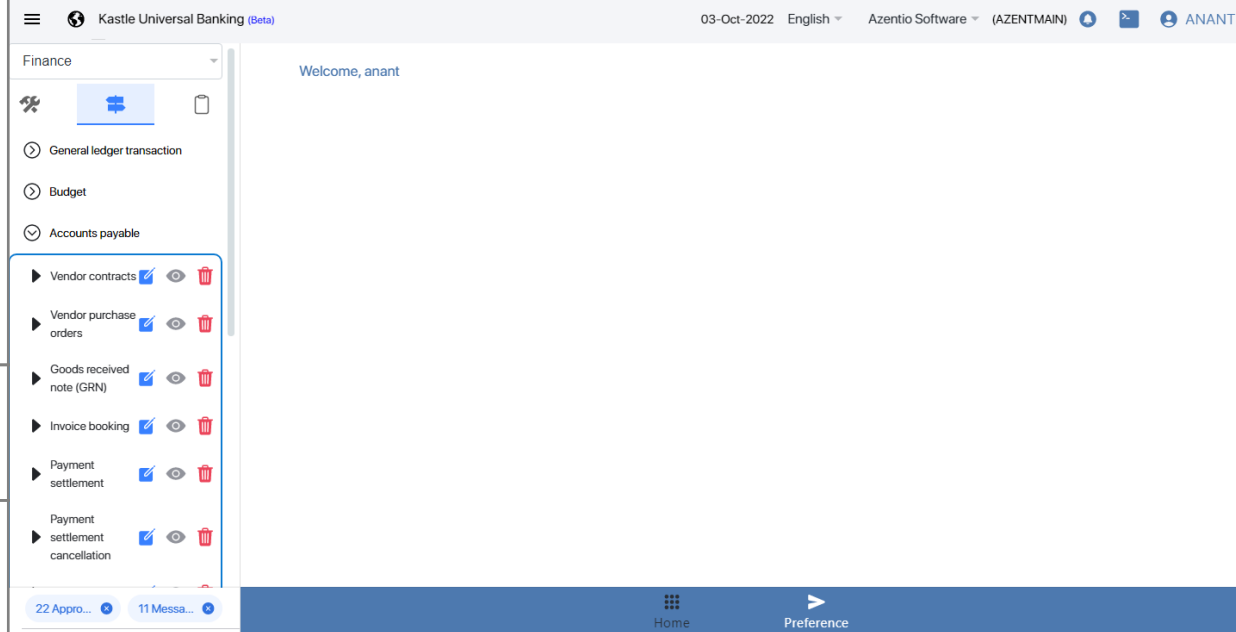 Kastle Universal Banking (Beta)
03-Oct-2022 English Azentio Software (AZENTMAIN) ANANT
Finance
Welcome, anant
General ledger transaction
Budget
Accounts payable
Vendor contracts
Vendor purchase
orders
Goods received
note (GRN)
Invoice booking
Payment
settlement
Payment
settlement
cancellation
22 Appro...
11 Messa...
Home
Preference